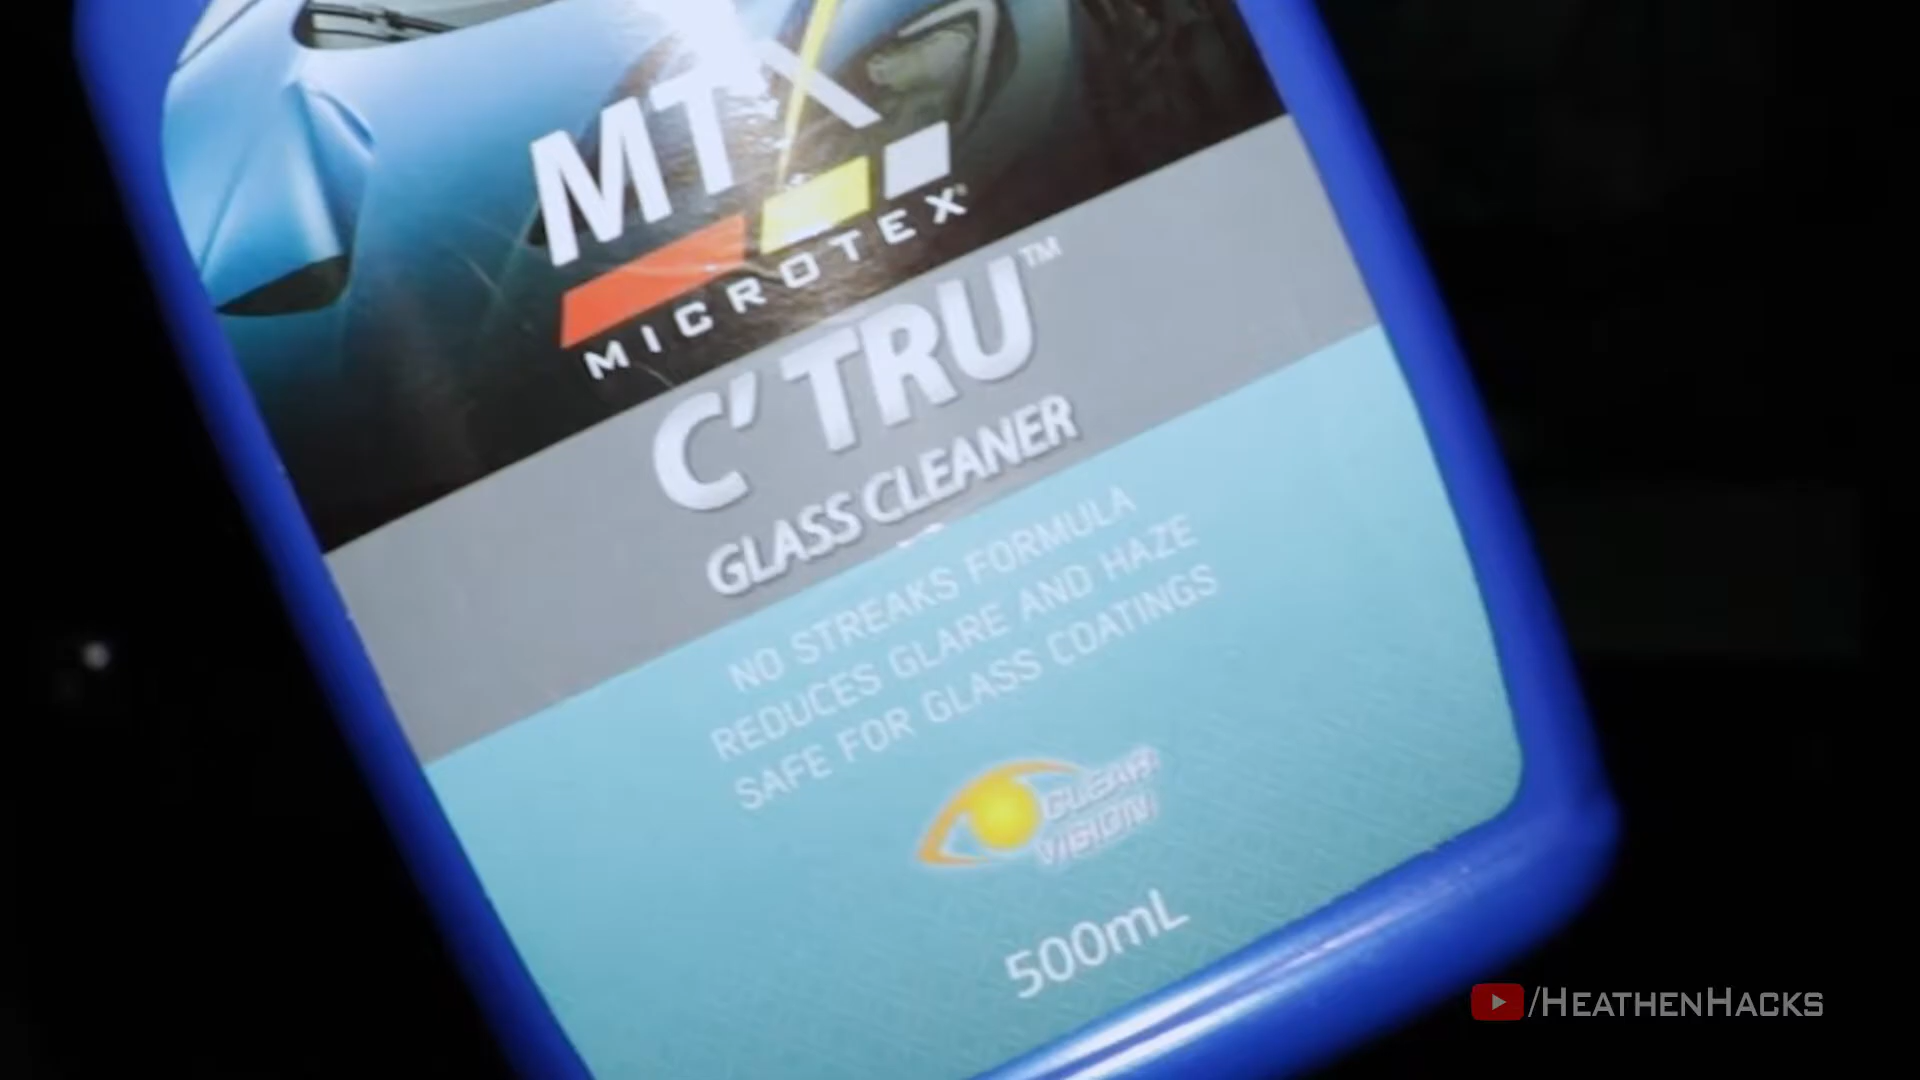 MTX
MICROTEX®
C'TRU™
GLASS CLEANER
NO STREAKS FORMULA
REDUCES GLARE AND HAZE
SAFE FOR GLASS COATINGS
CLEAR
VISION
500mL
/HEATHENHACKS